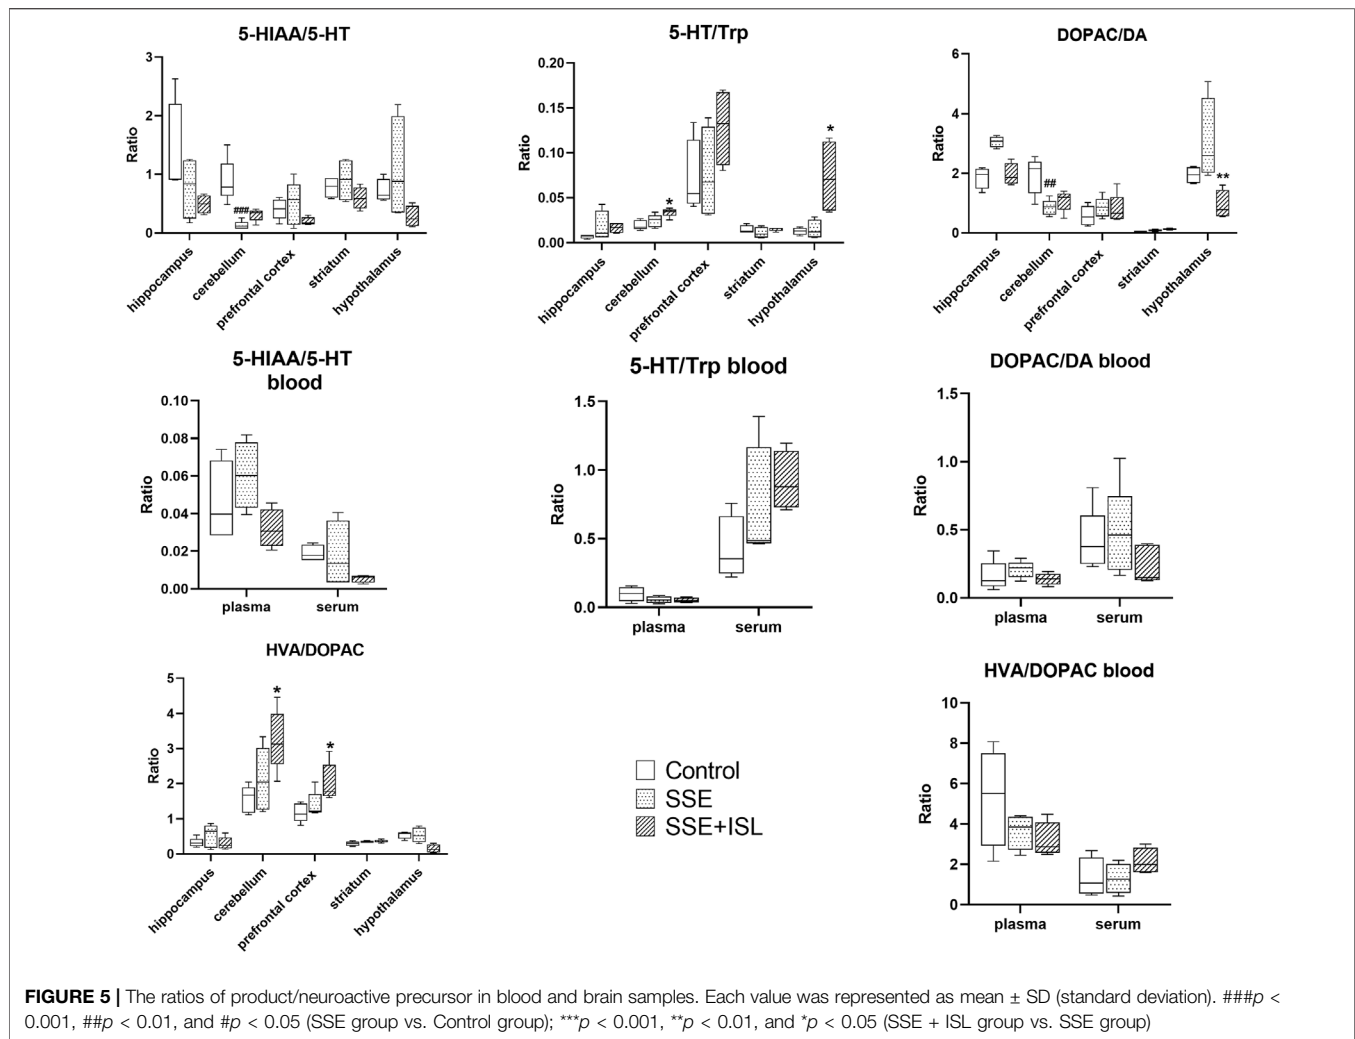 5-HIAA/5-HT
Ratio
3
2
1
0
###
hippocampus
cerebellum
prefrontal cortex
striatum
hypothalamus
5-HT/Trp
Ratio
0.20
0.15
0.10
0.05
0.00
*
*
hippocampus
cerebellum
prefrontal cortex
striatum
hypothalamus
DOPAC/DA
Ratio
6
4
2
0
##
**
hippocampus
cerebellum
prefrontal cortex
striatum
hypothalamus
5-HIAA/5-HT
blood
Ratio
0.10
0.08
0.06
0.04
0.02
0.00
plasma serum
5-HT/Trp blood
Ratio
1.5
1.0
0.5
0.0
plasma serum
DOPAC/DA blood
Ratio
1.5
1.0
0.5
0.0
plasma serum
HVA/DOPAC
Ratio
5
4
3
2
1
0
*
*
hippocampus
cerebellum
prefrontal cortex
striatum
hypothalamus
Control
SSE
SSE+ISL
HVA/DOPAC blood
Ratio
10
8
6
4
2
0
plasma serum
FIGURE 5 | The ratios of product/neuroactive precursor in blood and brain samples. Each value was represented as mean ± SD (standard deviation). ###p <
0.001, ##p < 0.01, and #p < 0.05 (SSE group vs. Control group); ***p < 0.001, **p < 0.01, and *p < 0.05 (SSE + ISL group vs. SSE group)